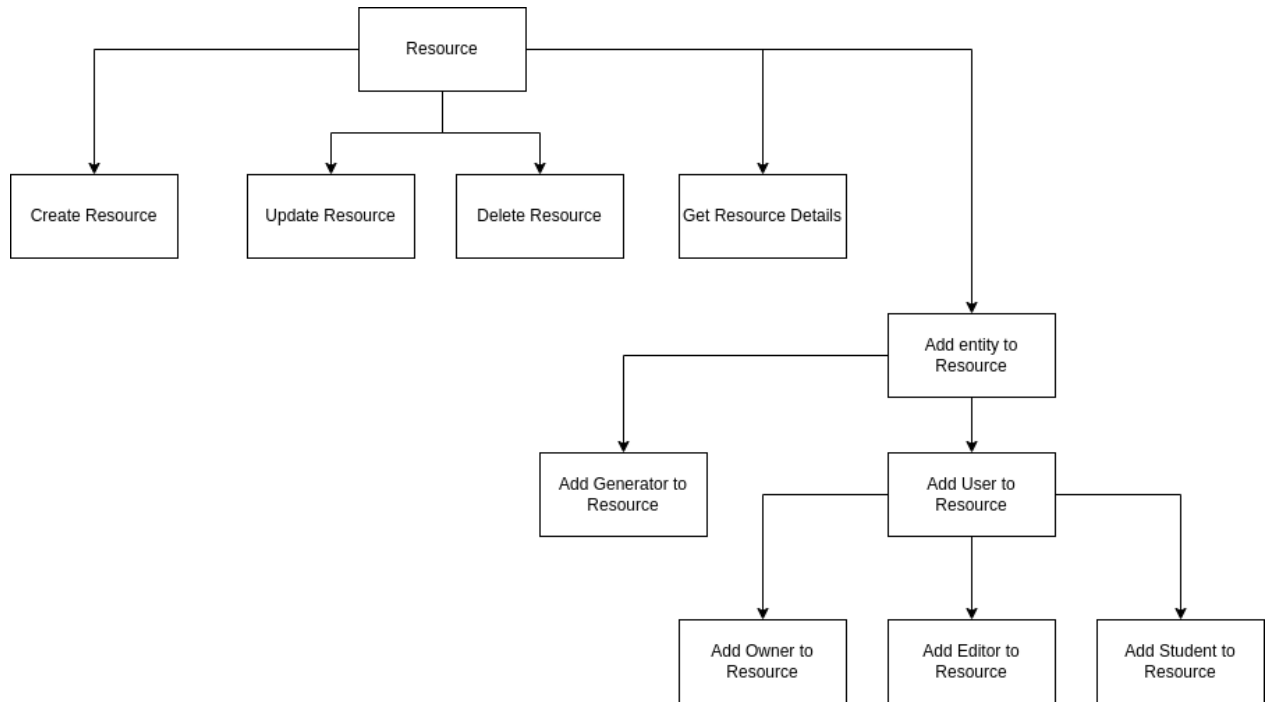 Resource
Create Resource
Update Resource
Delete Resource
Get Resource Details
Add entity to
Resource
Add Generator to
Resource
Add User to
Resource
Add Owner to
Resource
Add Editor to
Resource
Add Student to
Resource